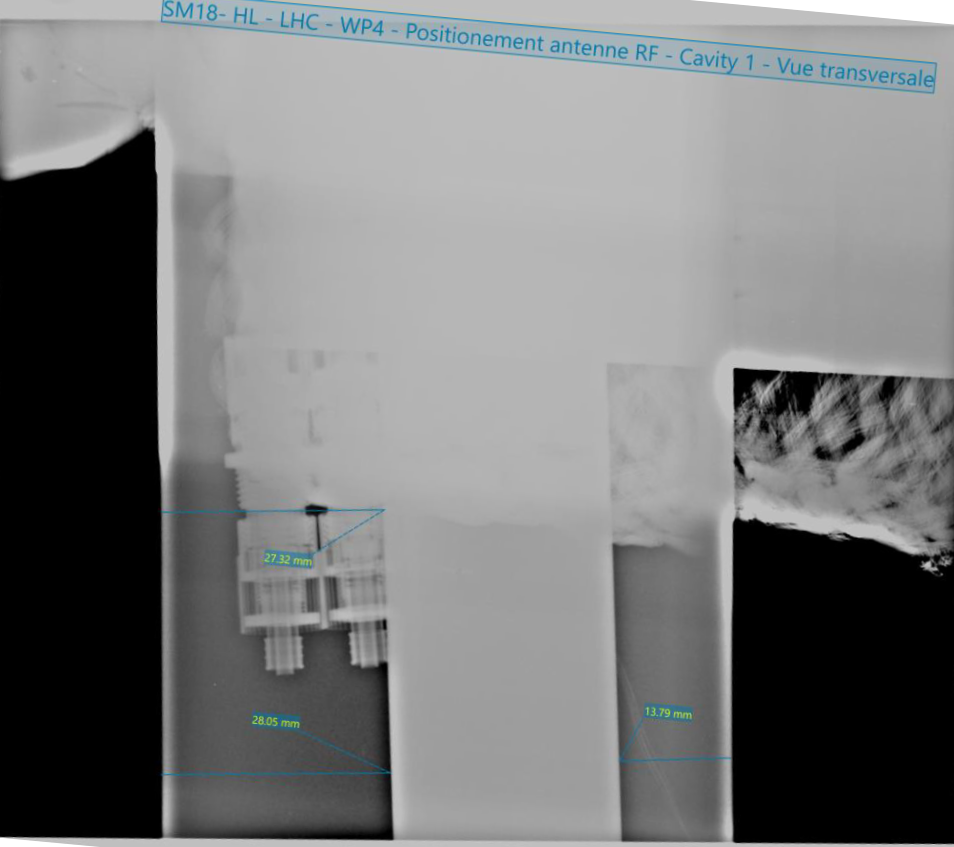 SM18- HL - LHC - WP4 - Positionement antenne RF - Cavity 1 - Vue transversale
27.32 mm
28.05 mm
13.79 mm